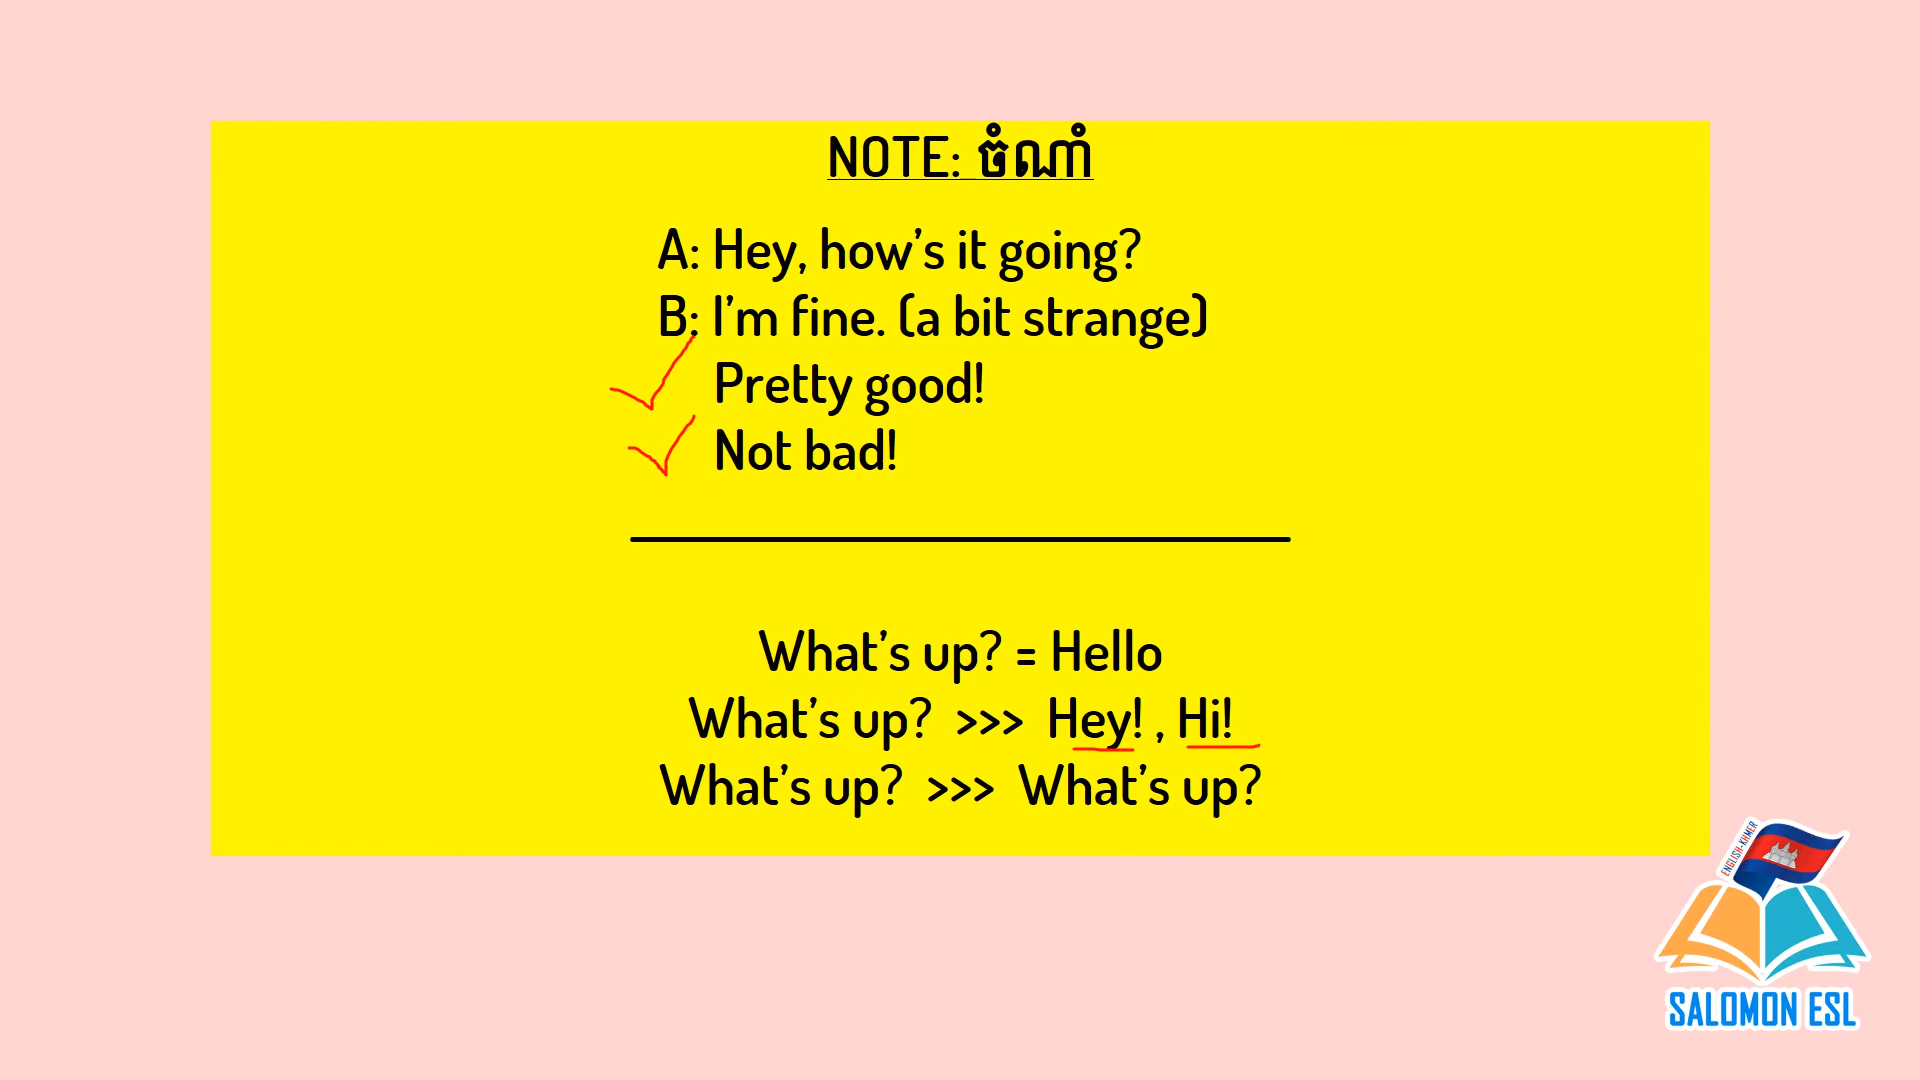 NOTE: ចំណាំ
A: Hey, how's it going?
B: I'm fine. (a bit strange)
Pretty good!
Not bad!
What's up? = Hello
What's up? >>> Hey! , Hi!
What's up? >>> What's up?
ENGLISH-KHMER
SALOMON ESL